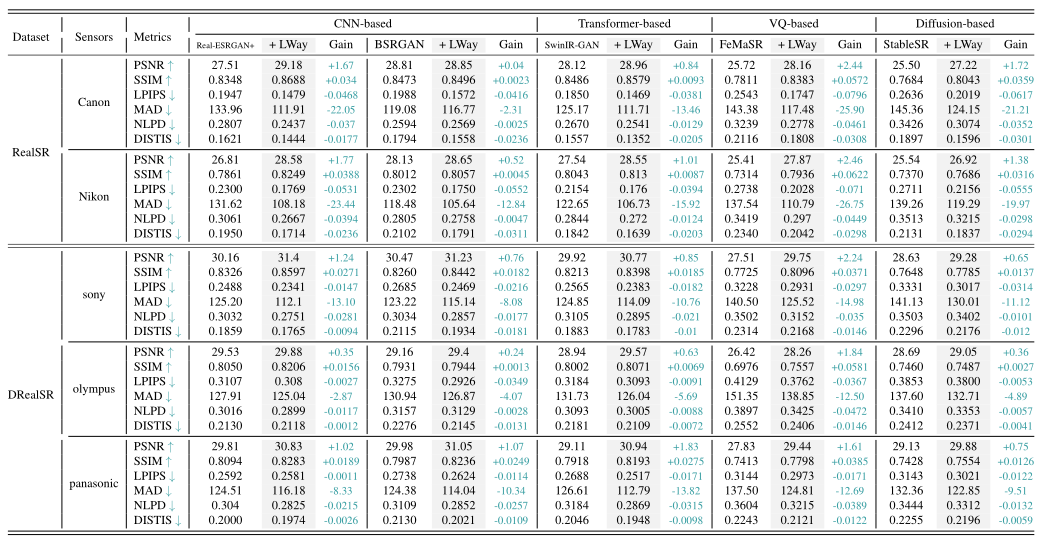 Dataset Sensors Metrics CNN-based Transformer-based VQ-based Diffusion-based
Real-ESRGAN+ + LWay Gain BSRGAN + LWay Gain SwinIR-GAN + LWay Gain FeMaSR + LWay Gain StableSR + LWay Gain
RealSR
Canon
PSNR ↑ 27.51 29.18 +1.67 28.81 28.85 +0.04 28.12 28.96 +0.84 25.72 28.16 +2.44 25.50 27.22 +1.72
SSIM ↑ 0.8348 0.8688 +0.034 0.8473 0.8496 +0.0023 0.8486 0.8579 +0.0093 0.7811 0.8383 +0.0572 0.7684 0.8043 +0.0359
LPIPS ↓ 0.1947 0.1479 -0.0468 0.1988 0.1572 -0.0416 0.1850 0.1469 -0.0381 0.2543 0.1747 -0.0796 0.2636 0.2019 -0.0617
MAD ↓ 133.96 111.91 -22.05 119.08 116.77 -2.31 125.17 111.71 -13.46 143.38 117.48 -25.90 145.36 124.15 -21.21
NLPD ↓ 0.2807 0.2437 -0.037 0.2594 0.2569 -0.0025 0.2670 0.2541 -0.0129 0.3239 0.2778 -0.0461 0.3426 0.3074 -0.0352
DISTIS ↓ 0.1621 0.1444 -0.0177 0.1794 0.1558 -0.0236 0.1557 0.1352 -0.0205 0.2116 0.1808 -0.0308 0.1897 0.1596 -0.0301
Nikon
PSNR ↑ 26.81 28.58 +1.77 28.13 28.65 +0.52 27.54 28.55 +1.01 25.41 27.87 +2.46 25.54 26.92 +1.38
SSIM ↑ 0.7861 0.8249 +0.0388 0.8012 0.8057 +0.0045 0.8043 0.813 +0.0087 0.7314 0.7936 +0.0622 0.7370 0.7686 +0.0316
LPIPS ↓ 0.2300 0.1769 -0.0531 0.2302 0.1750 -0.0552 0.2154 0.176 -0.0394 0.2738 0.2028 -0.071 0.2711 0.2156 -0.0555
MAD ↓ 131.62 108.18 -23.44 118.48 105.64 -12.84 122.65 106.73 -15.92 137.54 110.79 -26.75 139.26 119.29 -19.97
NLPD ↓ 0.3061 0.2667 -0.0394 0.2805 0.2758 -0.0047 0.2844 0.272 -0.0124 0.3419 0.297 -0.0449 0.3513 0.3215 -0.0298
DISTIS ↓ 0.1950 0.1714 -0.0236 0.2102 0.1791 -0.0311 0.1842 0.1639 -0.0203 0.2340 0.2042 -0.0298 0.2131 0.1837 -0.0294
DRealSR
sony
PSNR ↑ 30.16 31.4 +1.24 30.47 31.23 +0.76 29.92 30.77 +0.85 27.51 29.75 +2.24 28.63 29.28 +0.65
SSIM ↑ 0.8326 0.8597 +0.0271 0.8260 0.8442 +0.0182 0.8213 0.8398 +0.0185 0.7725 0.8096 +0.0371 0.7648 0.7785 +0.0137
LPIPS ↓ 0.2488 0.2341 -0.0147 0.2685 0.2469 -0.0216 0.2565 0.2383 -0.0182 0.3228 0.2931 -0.0297 0.3331 0.3017 -0.0314
MAD ↓ 125.20 112.1 -13.10 123.22 115.14 -8.08 124.85 114.09 -10.76 140.50 125.52 -14.98 141.13 130.01 -11.12
NLPD ↓ 0.3032 0.2751 -0.0281 0.3034 0.2857 -0.0177 0.3105 0.2895 -0.021 0.3502 0.3152 -0.035 0.3503 0.3402 -0.0101
DISTIS ↓ 0.1859 0.1765 -0.0094 0.2115 0.1934 -0.0181 0.1883 0.1783 -0.01 0.2314 0.2168 -0.0146 0.2296 0.2176 -0.012
olympus
PSNR ↑ 29.53 29.88 +0.35 29.16 29.4 +0.24 28.94 29.57 +0.63 26.42 28.26 +1.84 28.69 29.05 +0.36
SSIM ↑ 0.8050 0.8206 +0.0156 0.7931 0.7944 +0.0013 0.8002 0.8071 +0.0069 0.6976 0.7557 +0.0581 0.7460 0.7487 +0.0027
LPIPS ↓ 0.3107 0.308 -0.0027 0.3275 0.2926 -0.0349 0.3184 0.3093 -0.0091 0.4129 0.3762 -0.0367 0.3853 0.3800 -0.0053
MAD ↓ 127.91 125.04 -2.87 130.94 126.87 -4.07 131.73 126.04 -5.69 151.35 138.85 -12.50 137.60 132.71 -4.89
NLPD ↓ 0.3016 0.2899 -0.0117 0.3157 0.3129 -0.0028 0.3093 0.3005 -0.0088 0.3897 0.3425 -0.0472 0.3410 0.3353 -0.0057
DISTIS ↓ 0.2130 0.2118 -0.0012 0.2276 0.2145 -0.0131 0.2181 0.2109 -0.0072 0.2552 0.2406 -0.0146 0.2412 0.2371 -0.0041
panasonic
PSNR ↑ 29.81 30.83 +1.02 29.98 31.05 +1.07 29.11 30.94 +1.83 27.83 29.44 +1.61 29.13 29.88 +0.75
SSIM ↑ 0.8094 0.8283 +0.0189 0.7987 0.8236 +0.0249 0.7918 0.8193 +0.0275 0.7413 0.7798 +0.0385 0.7428 0.7554 +0.0126
LPIPS ↓ 0.2592 0.2581 -0.0011 0.2738 0.2624 -0.0114 0.2688 0.2517 -0.0171 0.3144 0.2973 -0.0171 0.3143 0.3021 -0.0122
MAD ↓ 124.51 116.18 -8.33 124.38 114.04 -10.34 126.61 112.79 -13.82 137.50 124.81 -12.69 132.36 122.85 -9.51
NLPD ↓ 0.304 0.2825 -0.0215 0.3109 0.2852 -0.0257 0.3184 0.2869 -0.0315 0.3604 0.3215 -0.0389 0.3444 0.3312 -0.0132
DISTIS ↓ 0.2000 0.1974 -0.0026 0.2130 0.2021 -0.0109 0.2046 0.1948 -0.0098 0.2243 0.2121 -0.0122 0.2255 0.2196 -0.0059